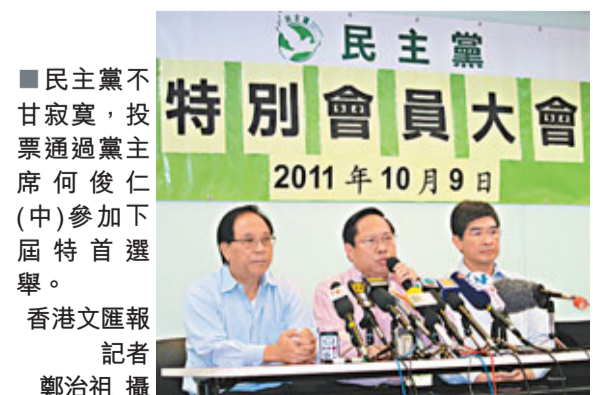 ■民主黨不
甘寂寞，投
票通過黨主
席何俊仁
(中)參加下
屆特首選
舉。
香港文匯報
記者
鄭治祖 攝
民主黨
特別會員大會
2011年10月9日